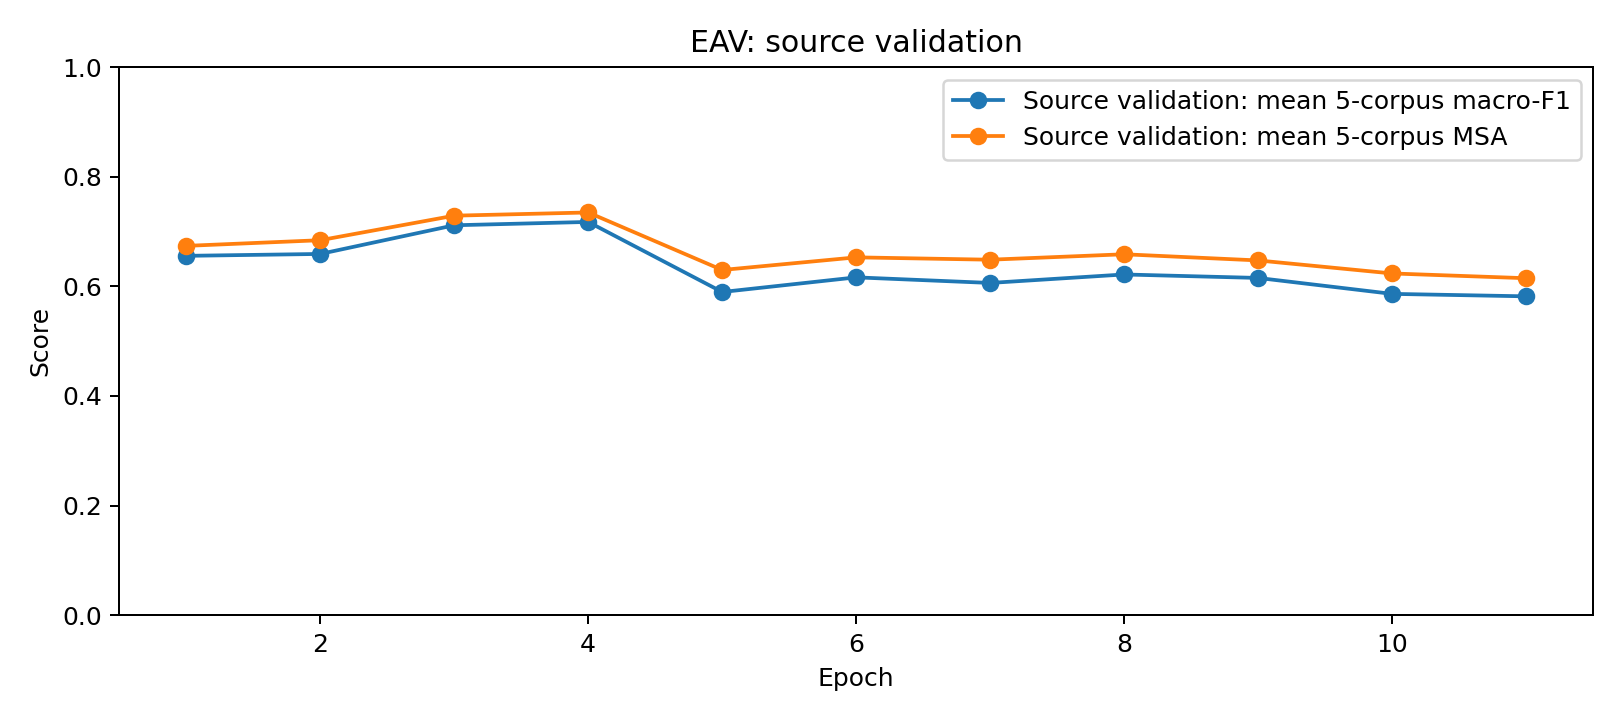 EAV: source validation
1.0
0.8
0.6
0.4
0.2
0.0
Score
Source validation: mean 5-corpus macro-F1
Source validation: mean 5-corpus MSA
2 4 6 8 10
Epoch